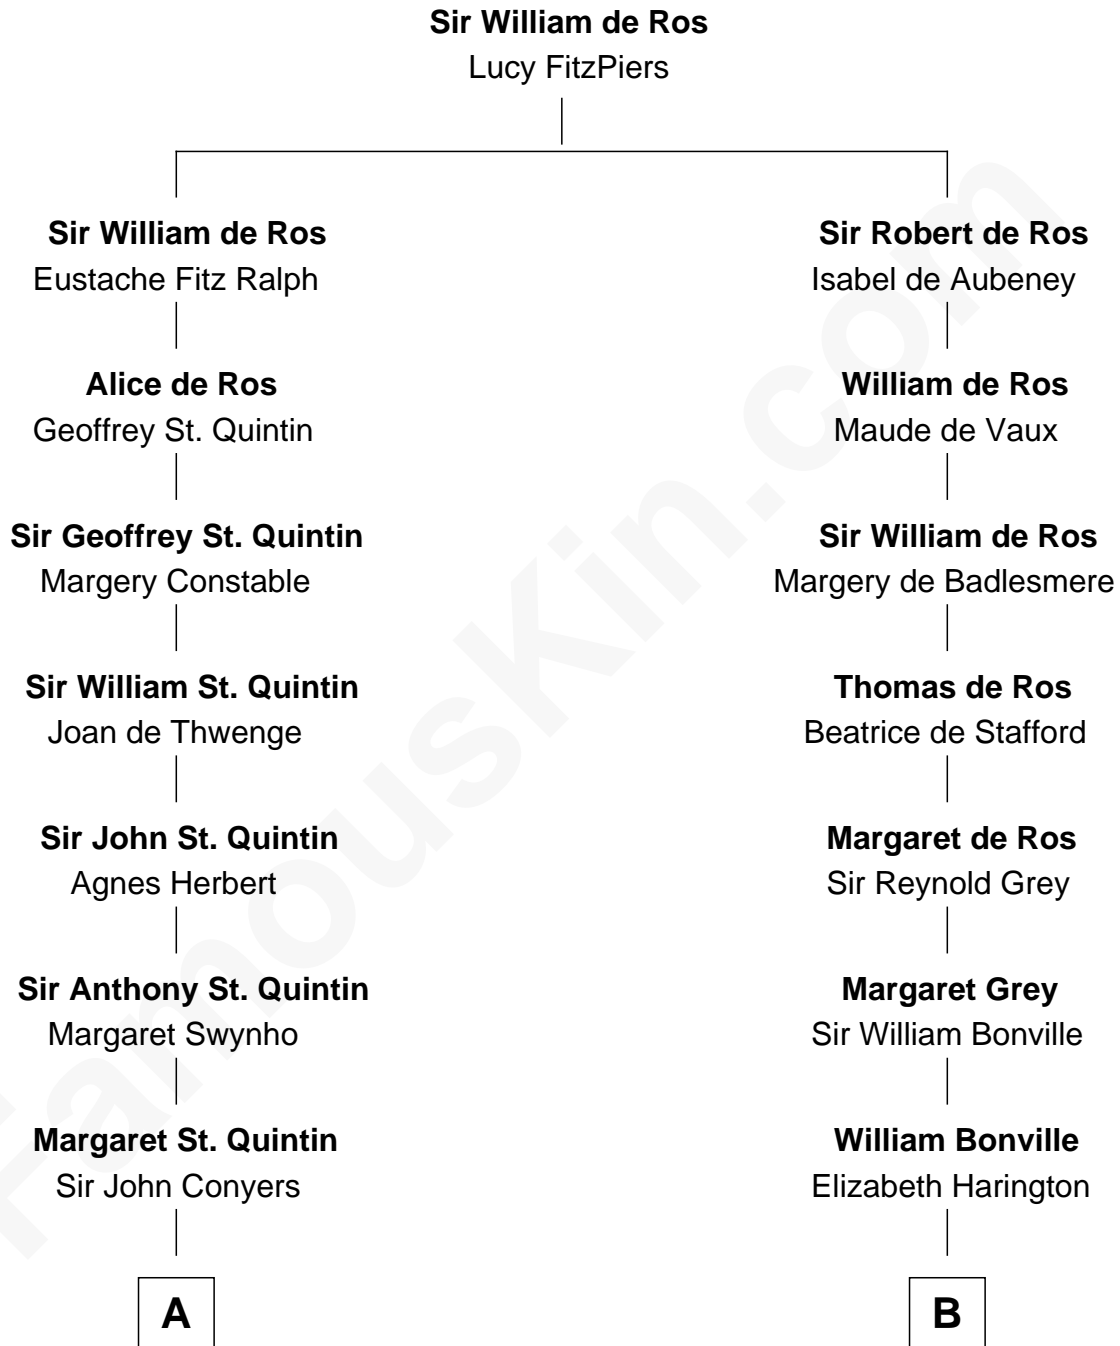 Sir William de Ros
Lucy FitzPiers
Sir William de Ros
Eustache Fitz Ralph
Alice de Ros
Geoffrey St. Quintin
Sir Geoffrey St. Quintin
Margery Constable
Sir William St. Quintin
Joan de Thwenge
Sir John St. Quintin
Agnes Herbert
Sir Anthony St. Quintin
Margaret Swynho
Margaret St. Quintin
Sir John Conyers
A
Sir Robert de Ros
Isabel de Aubeney
William de Ros
Maude de Vaux
Sir William de Ros
Margery de Badlesmere
Thomas de Ros
Beatrice de Stafford
Margaret de Ros
Sir Reynold Grey
Margaret Grey
Sir William Bonville
William Bonville
Elizabeth Harington
B
FamousKin.com